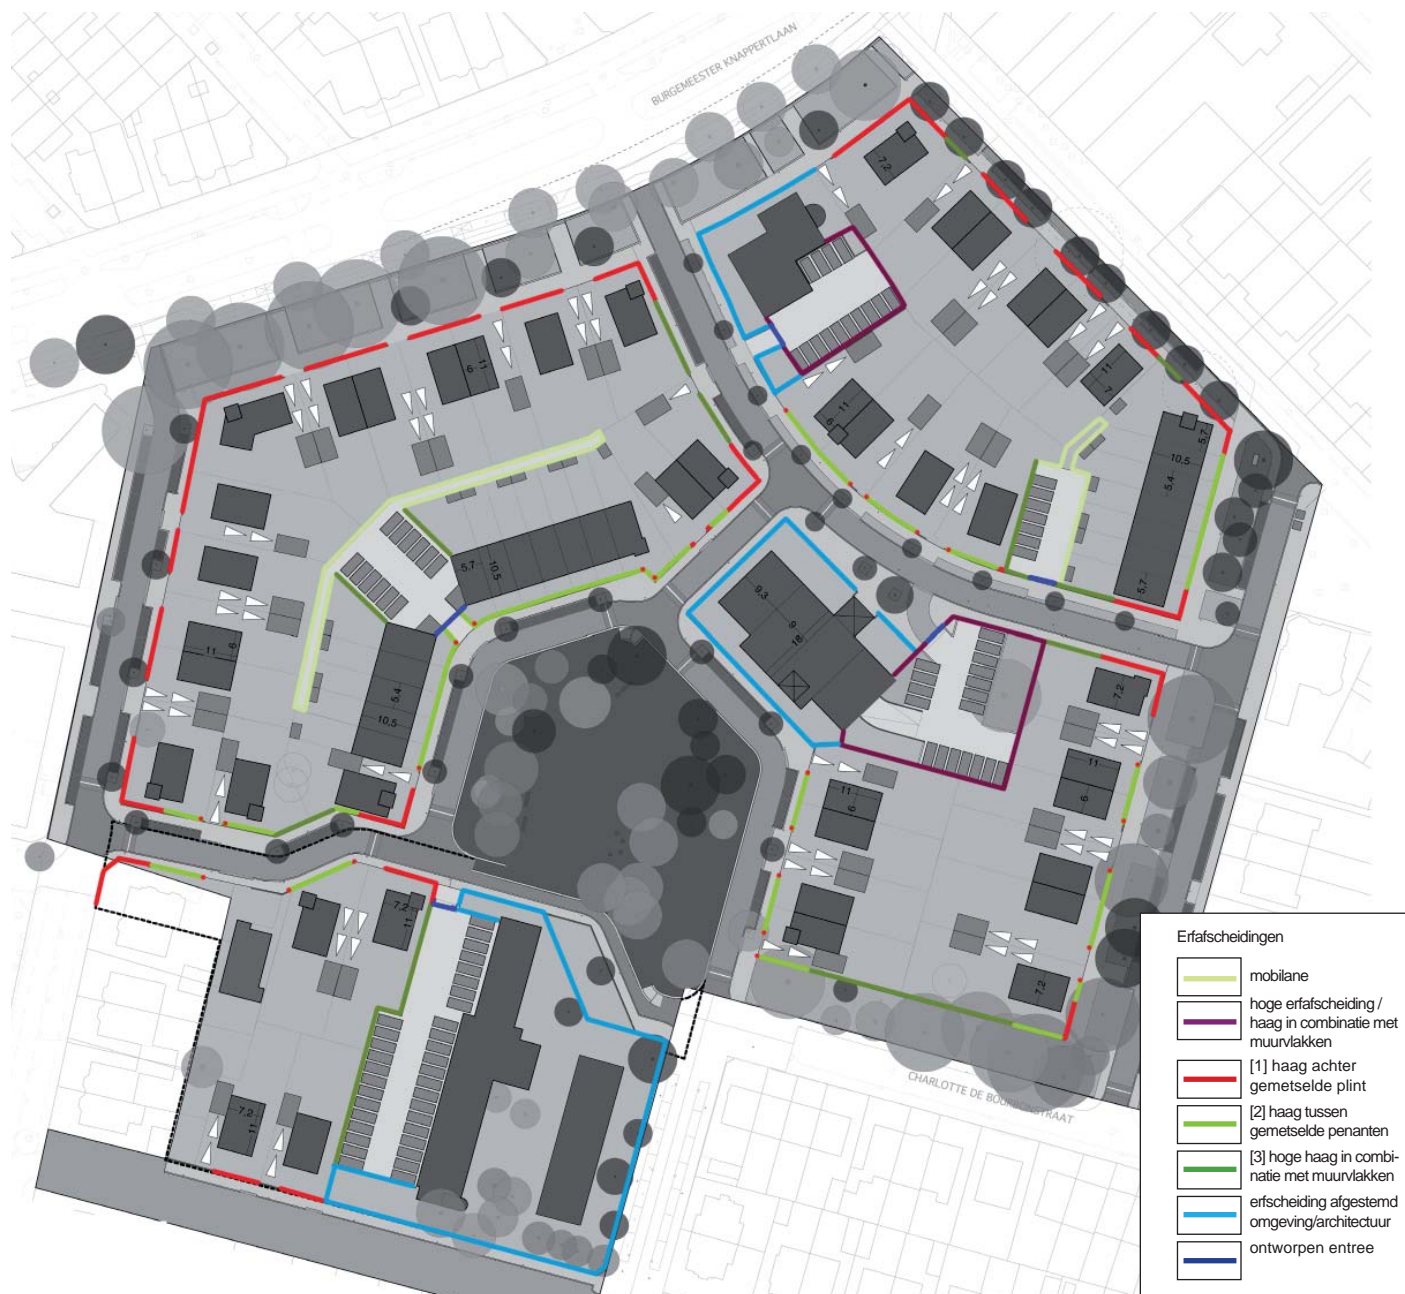 BURGEMEESTER KNAPPERTLAAN
7,2
11
6
11
7
6
11
5,7
10,5
5,4
5,7
5,7
10,5
9,3
9
18
11
6
5,4
10,5
7,2
11
6
11
6
7,2
11
7,2
7,2
11
CHARLOTTE DE BOURBONSTRAAT
Erfafscheidingen
mobilane
hoge erfafscheiding /
haag in combinatie met
muurvlakken
[1] haag achter
gemetselde plint
[2] haag tussen
gemetselde penanten
[3] hoge haag in combi-
natie met muurvlakken
erfscheiding afgestemd
omgeving/architectuur
ontworpen entree